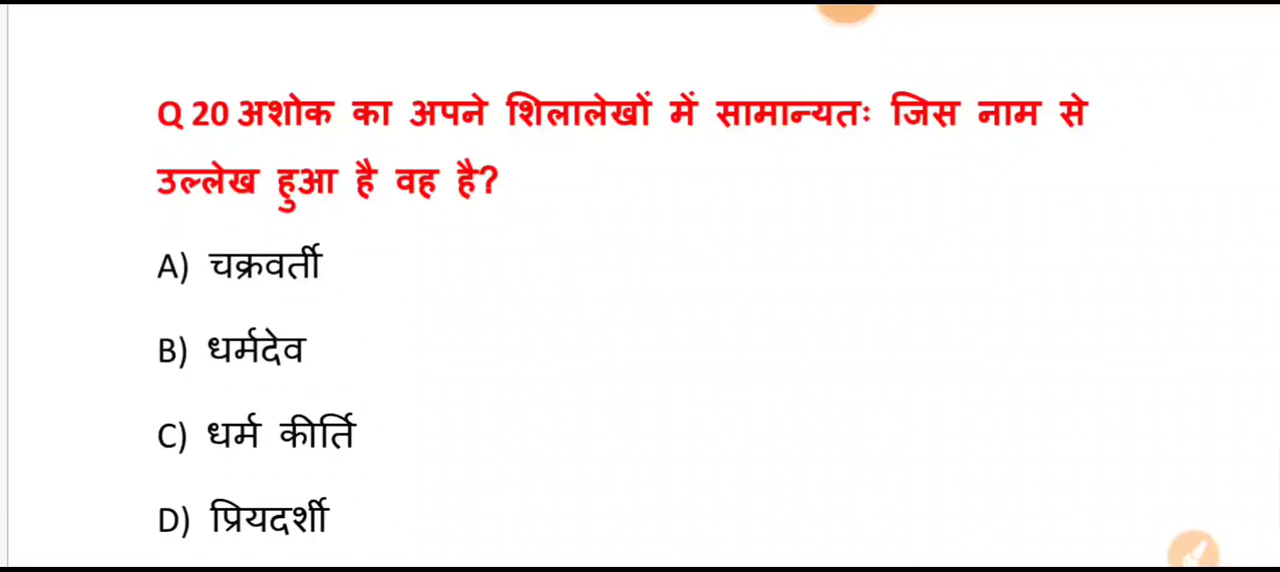 Q 20 अशोक का अपने शिलालेखों में सामान्यतः जिस नाम से
उल्लेख हुआ है वह है?
A) चक्रवर्ती
B) धर्मदेव
C) धर्म कीर्ति
D) प्रियदर्शी